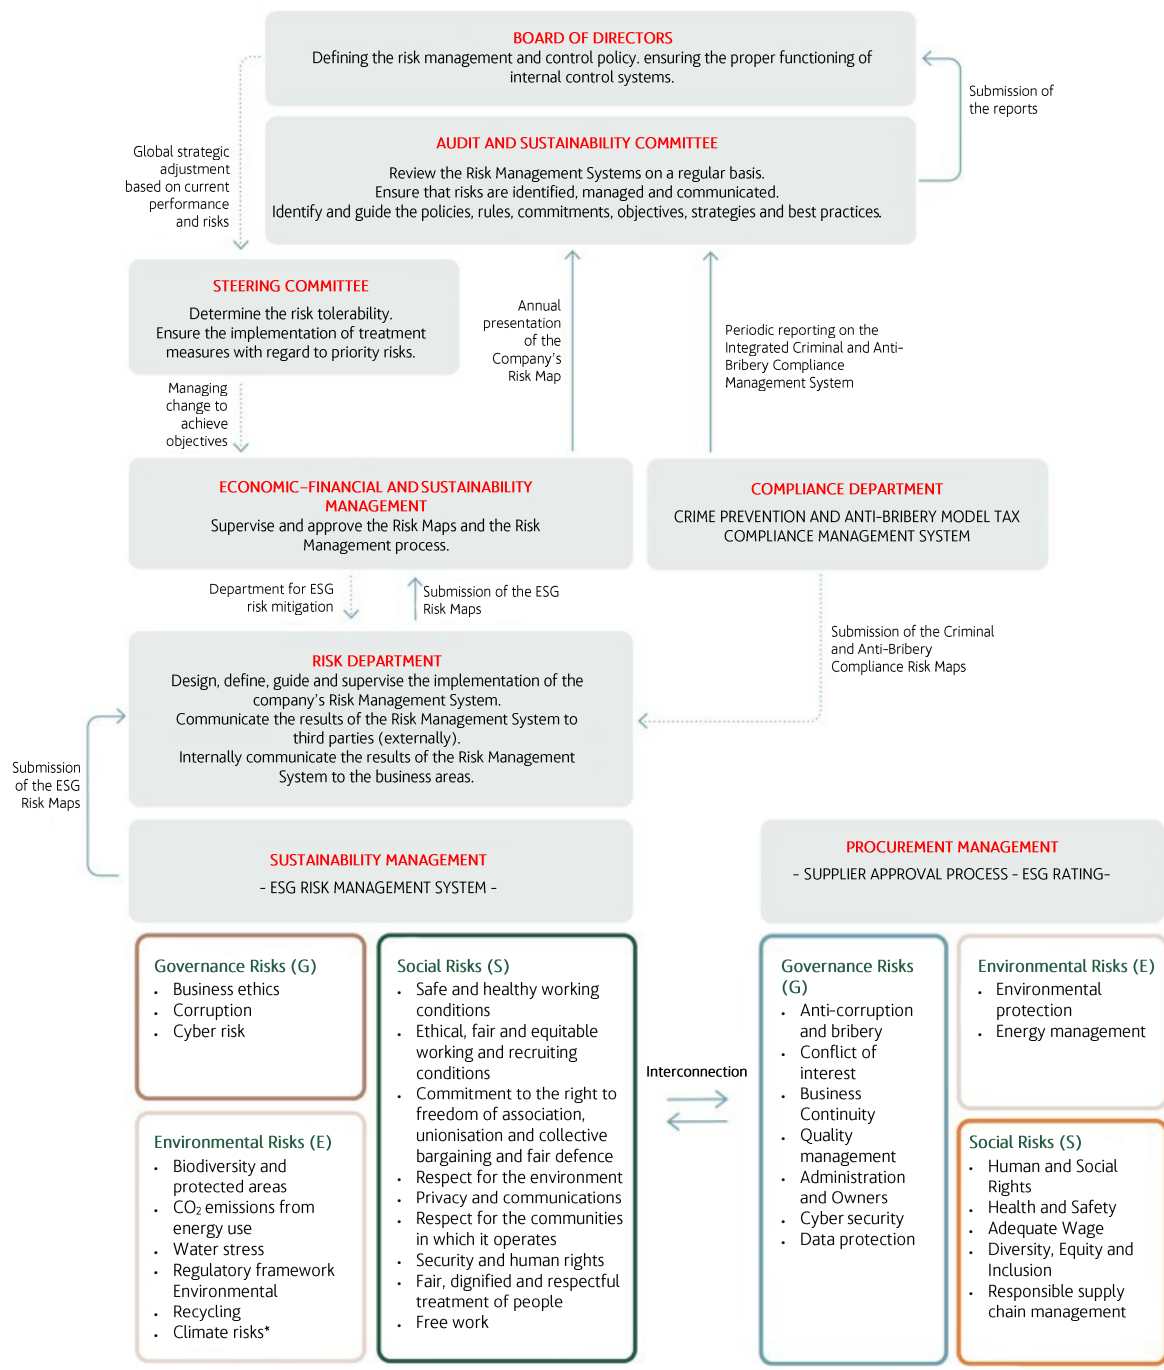 BOARD OF DIRECTORS
Defining the risk management and control policy. ensuring the proper functioning of
internal control systems.
Submission of
the reports
AUDIT AND SUSTAINABILITY COMMITTEE
Review the Risk Management Systems on a regular basis.
Ensure that risks are identified, managed and communicated.
Identify and guide the policies, rules, commitments, objectives, strategies and best practices.
Global strategic
adjustment
based on current
performance
and risks
STEERING COMMITTEE
Determine the risk tolerability.
Ensure the implementation of treatment
measures with regard to priority risks.
Annual
presentation
of the
Company's
Risk Map
Periodic reporting on the
Integrated Criminal and Anti-
Bribery Compliance
Management System
Managing
change to
achieve
objectives
ECONOMIC–FINANCIAL AND SUSTAINABILITY
MANAGEMENT
Supervise and approve the Risk Maps and the Risk
Management process.
COMPLIANCE DEPARTMENT
CRIME PREVENTION AND ANTI-BRIBERY MODEL TAX
COMPLIANCE MANAGEMENT SYSTEM
Department for ESG
risk mitigation
Submission of the ESG
Risk Maps
Submission of the Criminal
and Anti-Bribery
Compliance Risk Maps
RISK DEPARTMENT
Design, define, guide and supervise the implementation of the
company's Risk Management System.
Communicate the results of the Risk Management System to
third parties (externally).
Internally communicate the results of the Risk Management
System to the business areas.
Submission
of the ESG
Risk Maps
SUSTAINABILITY MANAGEMENT
- ESG RISK MANAGEMENT SYSTEM -
PROCUREMENT MANAGEMENT
- SUPPLIER APPROVAL PROCESS - ESG RATING-
Governance Risks (G)
• Business ethics
• Corruption
• Cyber risk
Environmental Risks (E)
• Biodiversity and
protected areas
• CO₂ emissions from
energy use
• Water stress
• Regulatory framework
Environmental
• Recycling
• Climate risks*
Social Risks (S)
• Safe and healthy working
conditions
• Ethical, fair and equitable
working and recruiting
conditions
• Commitment to the right to
freedom of association,
unionisation and collective
bargaining and fair defence
• Respect for the environment
• Privacy and communications
• Respect for the communities
in which it operates
• Security and human rights
• Fair, dignified and respectful
treatment of people
• Free work
Interconnection
Governance Risks
(G)
• Anti-corruption
and bribery
• Conflict of
interest
• Business
Continuity
• Quality
management
• Administration
and Owners
• Cyber security
• Data protection
Environmental Risks (E)
• Environmental
protection
• Energy management
Social Risks (S)
• Human and Social
Rights
• Health and Safety
• Adequate Wage
• Diversity, Equity and
Inclusion
• Responsible supply
chain management